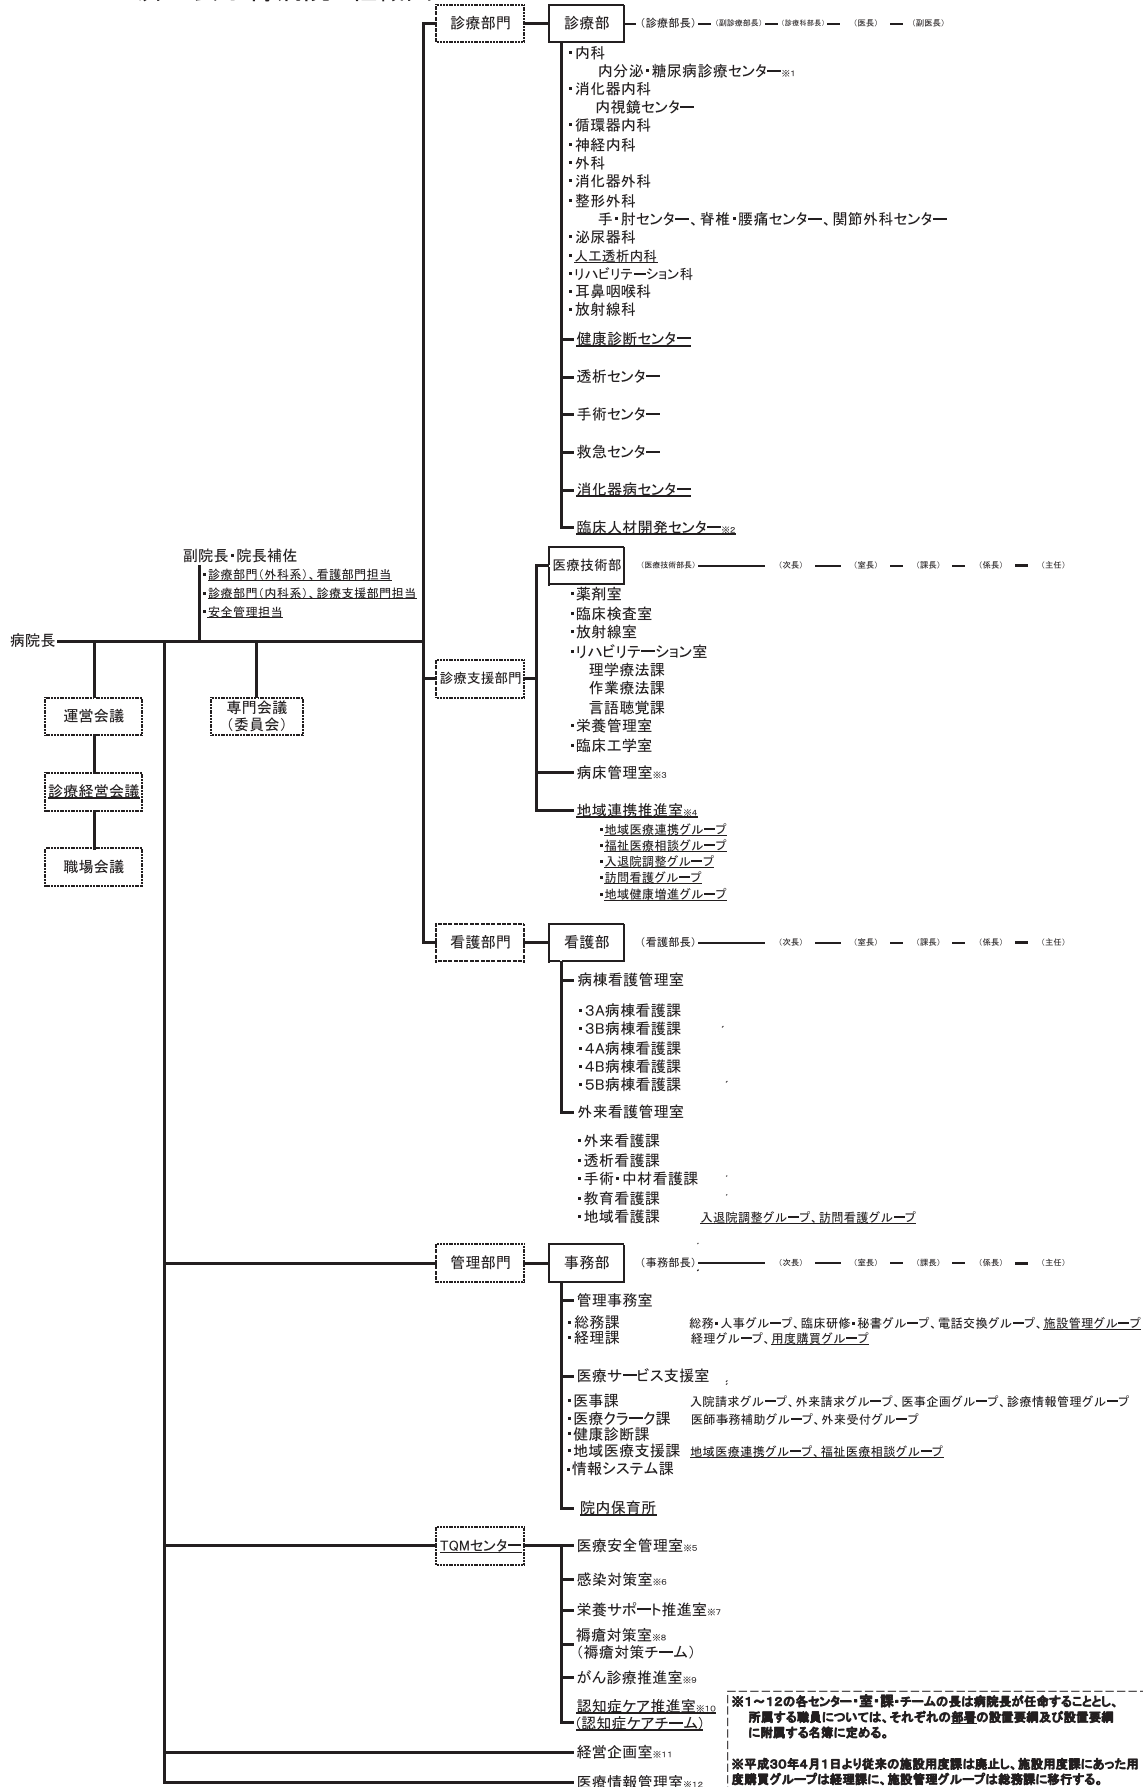 診療部門 診療部 (診療部長) (副診療部長) (診療科部長) (医長) (副医長)
・内科
内分泌・糖尿病診療センター※1
・消化器内科
内視鏡センター
・循環器内科
・神経内科
・外科
・消化器外科
・整形外科
手・肘センター、脊椎・腰痛センター、関節外科センター
・泌尿器科
・人工透析内科
・リハビリテーション科
・耳鼻咽喉科
・放射線科
健康診断センター
透析センター
手術センター
救急センター
消化器病センター
臨床人材開発センター※2
副院長・院長補佐
・診療部門(外科系)、看護部門担当
・診療部門(内科系)、診療支援部門担当
・安全管理担当
病院長
運営会議
専門会議
(委員会)
診療経営会議
職場会議
診療支援部門
医療技術部 (医療技術部長) (次長) (室長) (課長) (係長) (主任)
・薬剤室
・臨床検査室
・放射線室
・リハビリテーション室
理学療法課
作業療法課
言語聴覚課
・栄養管理室
・臨床工学室
病床管理室※3
地域連携推進室※4
・地域医療連携グループ
・福祉医療相談グループ
・入退院調整グループ
・訪問看護グループ
・地域健康増進グループ
看護部門 看護部 (看護部長) (次長) (室長) (課長) (係長) (主任)
病棟看護管理室
・3A病棟看護課
・3B病棟看護課
・4A病棟看護課
・4B病棟看護課
・5B病棟看護課
外来看護管理室
・外来看護課
・透析看護課
・手術・中材看護課
・教育看護課
・地域看護課 入退院調整グループ、訪問看護グループ
管理部門 事務部 (事務部長) (次長) (室長) (課長) (係長) (主任)
管理事務室
・総務課 総務・人事グループ、臨床研修・秘書グループ、電話交換グループ、施設管理グループ
・経理課 経理グループ、用度購買グループ
医療サービス支援室
・医事課 入院請求グループ、外来請求グループ、医事企画グループ、診療情報管理グループ
・医療クラーク課 医師事務補助グループ、外来受付グループ
・健康診断課
・地域医療支援課 地域医療連携グループ、福祉医療相談グループ
・情報システム課
院内保育所
TQMセンター 医療安全管理室※5
感染対策室※6
栄養サポート推進室※7
褥瘡対策室※8
(褥瘡対策チーム)
がん診療推進室※9
認知症ケア推進室※10
(認知症ケアチーム)
経営企画室※11
医療情報管理室※12
※1～12の各センター・室・課・チームの長は病院長が任命することとし、
所属する職員については、それぞれの部署の設置要綱及び設置要綱
に附属する名簿に定める。
※平成30年4月1日より従来の施設用度課は廃止し、施設用度課にあった用
度購買グループは経理課に、施設管理グループは総務課に移行する。